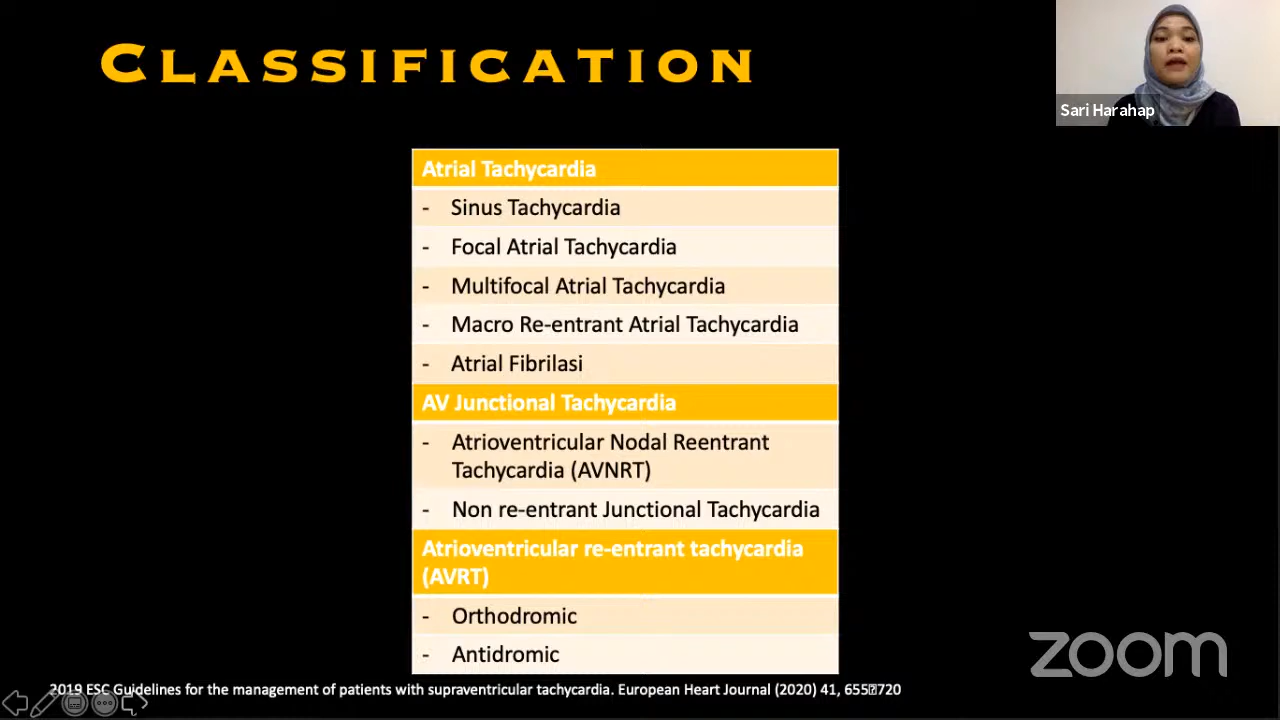 CLASSIFICATION
Sari Harahap
Atrial Tachycardia
- Sinus Tachycardia
- Focal Atrial Tachycardia
- Multifocal Atrial Tachycardia
- Macro Re-entrant Atrial Tachycardia
- Atrial Fibrilasi
AV Junctional Tachycardia
- Atrioventricular Nodal Reentrant
Tachycardia (AVNRT)
- Non re-entrant Junctional Tachycardia
Atrioventricular re-entrant tachycardia
(AVRT)
- Orthodromic
- Antidromic
zoom
2019 ESC Guidelines for the management of patients with supraventricular tachycardia. European Heart Journal (2020) 41, 655􀀀720